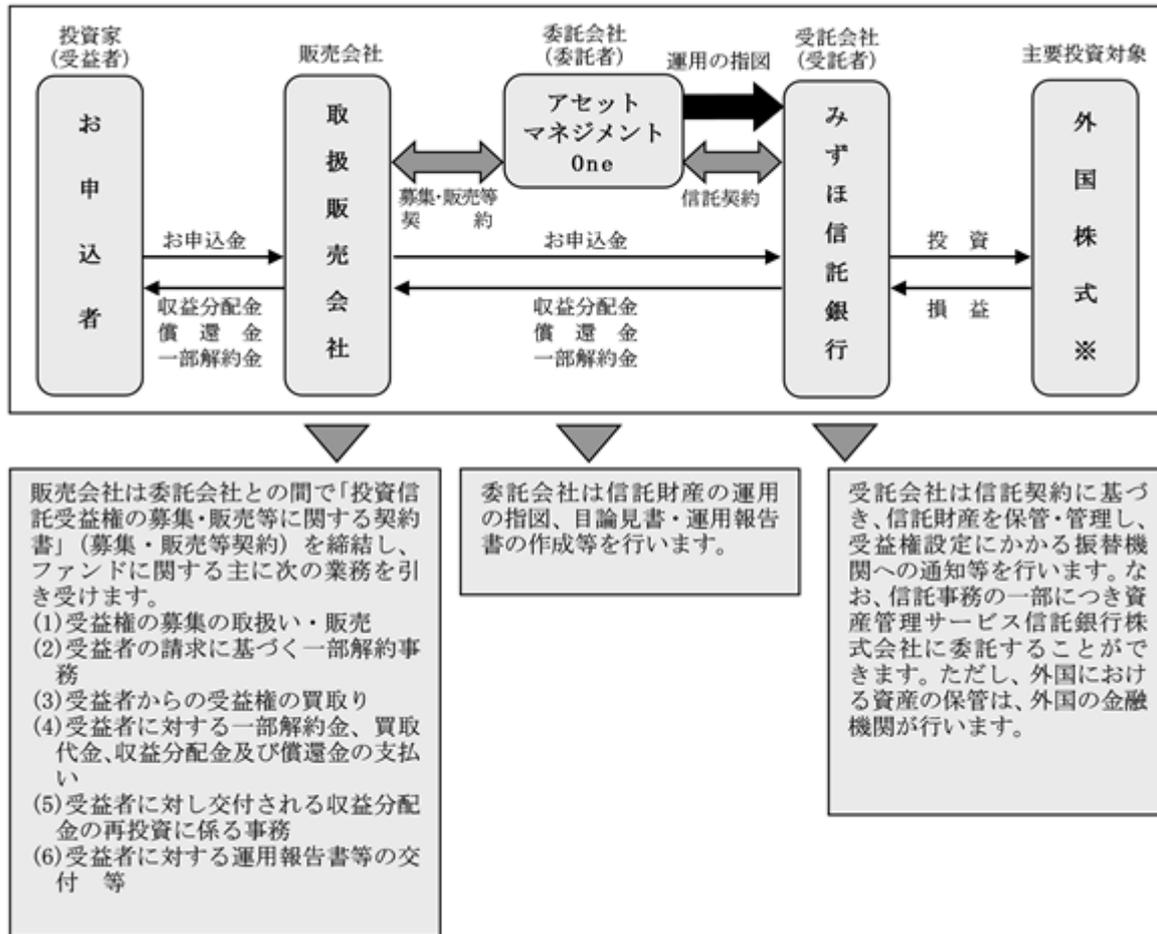 投資家
(受益者)
販売会社
委託会社
(委託者)
運用の指図
受託会社
(受託者)
主要投資対象
お申込者
取扱販売会社
アセット
マネジメント
One
みずほ信託銀行
外国株式※
募集・販売等
契　　約
信託契約
お申込金
お申込金
投　資
収益分配金
償　還　金
一部解約金
収益分配金
償　還　金
一部解約金
損　益
販売会社は委託会社との間で「投資信
託受益権の募集・販売等に関する契約
書」（募集・販売等契約）を締結し、
ファンドに関する主に次の業務を引
き受けます。
(1)受益権の募集の取扱い・販売
(2)受益者の請求に基づく一部解約事
務
(3)受益者からの受益権の買取り
(4)受益者に対する一部解約金、買取
代金、収益分配金及び償還金の支払
い
(5)受益者に対し交付される収益分配
金の再投資に係る事務
(6)受益者に対する運用報告書等の交
付　等
委託会社は信託財産の運用
の指図、目論見書・運用報告
書の作成等を行います。
受託会社は信託契約に基づ
き、信託財産を保管・管理し、
受益権設定にかかる振替機
関への通知等を行います。な
お、信託事務の一部につき資
産管理サービス信託銀行株
式会社に委託することがで
きます。ただし、外国におけ
る資産の保管は、外国の金融
機関が行います。